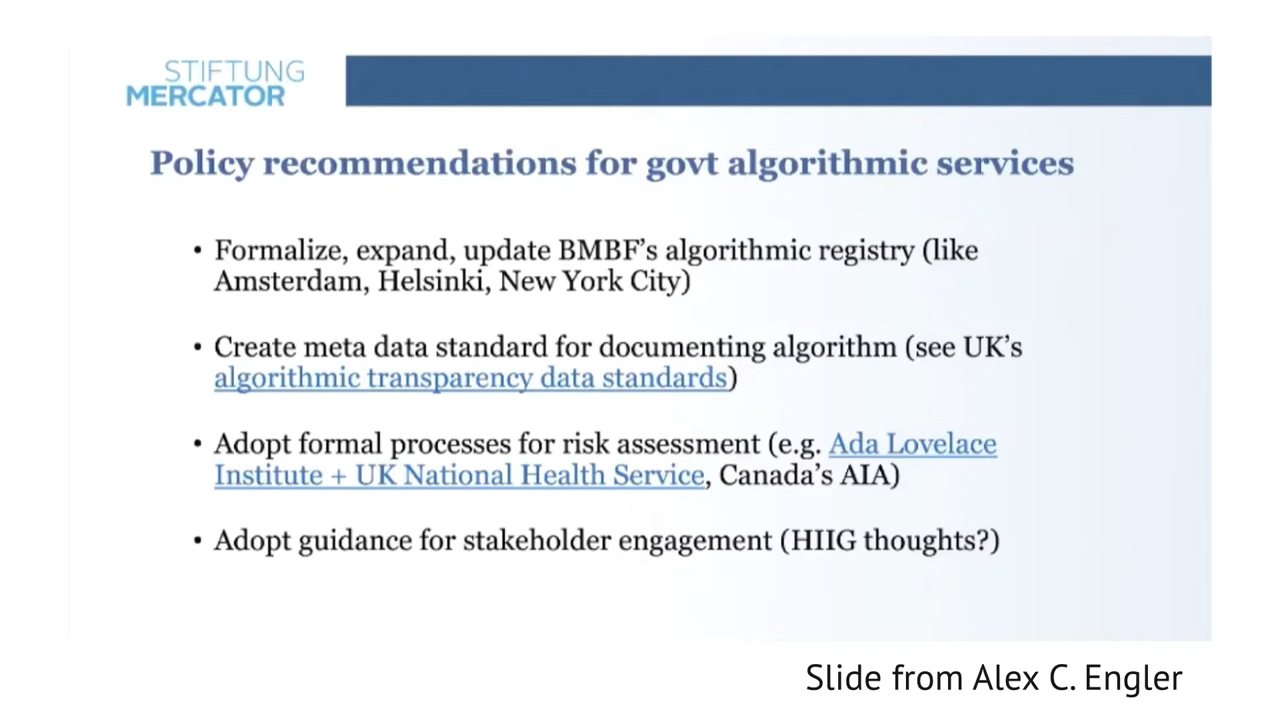 STIFTUNG
MERCATOR
Policy recommendations for govt algorithmic services
• Formalize, expand, update BMBF’s algorithmic registry (like
Amsterdam, Helsinki, New York City)
• Create meta data standard for documenting algorithm (see UK’s
algorithmic transparency data standards)
• Adopt formal processes for risk assessment (e.g. Ada Lovelace
Institute + UK National Health Service, Canada’s AIA)
• Adopt guidance for stakeholder engagement (HIIG thoughts?)
Slide from Alex C. Engler